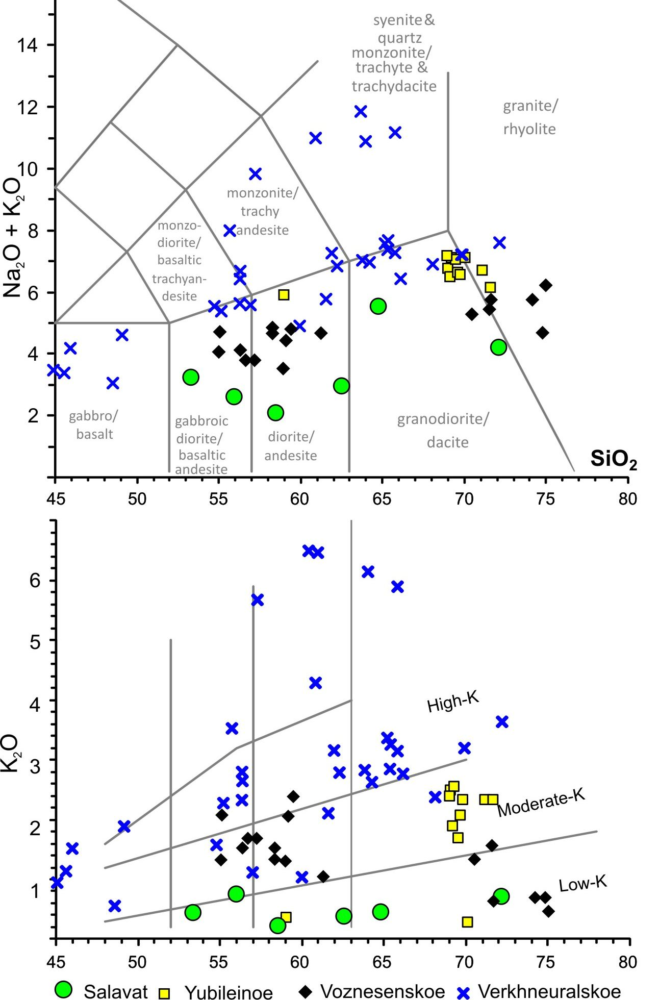 syenite &
quartz
monzonite/
trachyte &
trachydacite
granite/
rhyolite
14
12
10
8
6
4
2
Na₂O + K₂O
monzonite/
trachy
andesite
monzo-
diorite/
basaltic
trachyan-
desite
gabbro/
basalt
gabbroic
diorite/
basaltic
andesite
diorite/
andesite
granodiorite/
dacite
SiO₂
45 50 55 60 65 70 75 80
6
5
4
3
2
1
K₂O
High-K
Moderate-K
Low-K
45 50 55 60 65 70 75 80
Salavat Yubileinoe Voznesenskoe Verkhneuralskoe